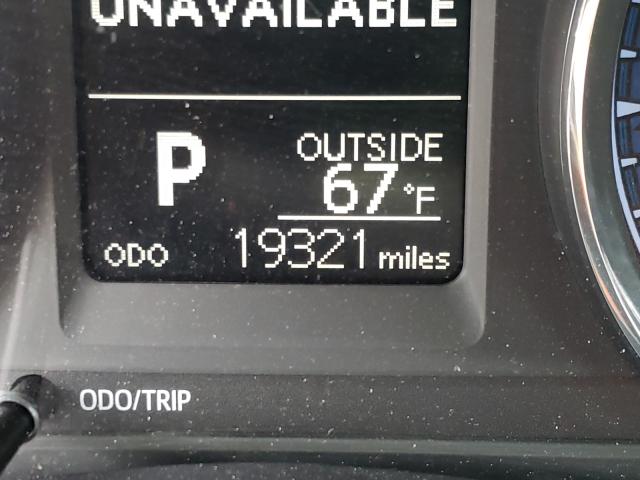 UNAVAILABLE
P OUTSIDE
67°F
ODO 19321 miles
ODO/TRIP